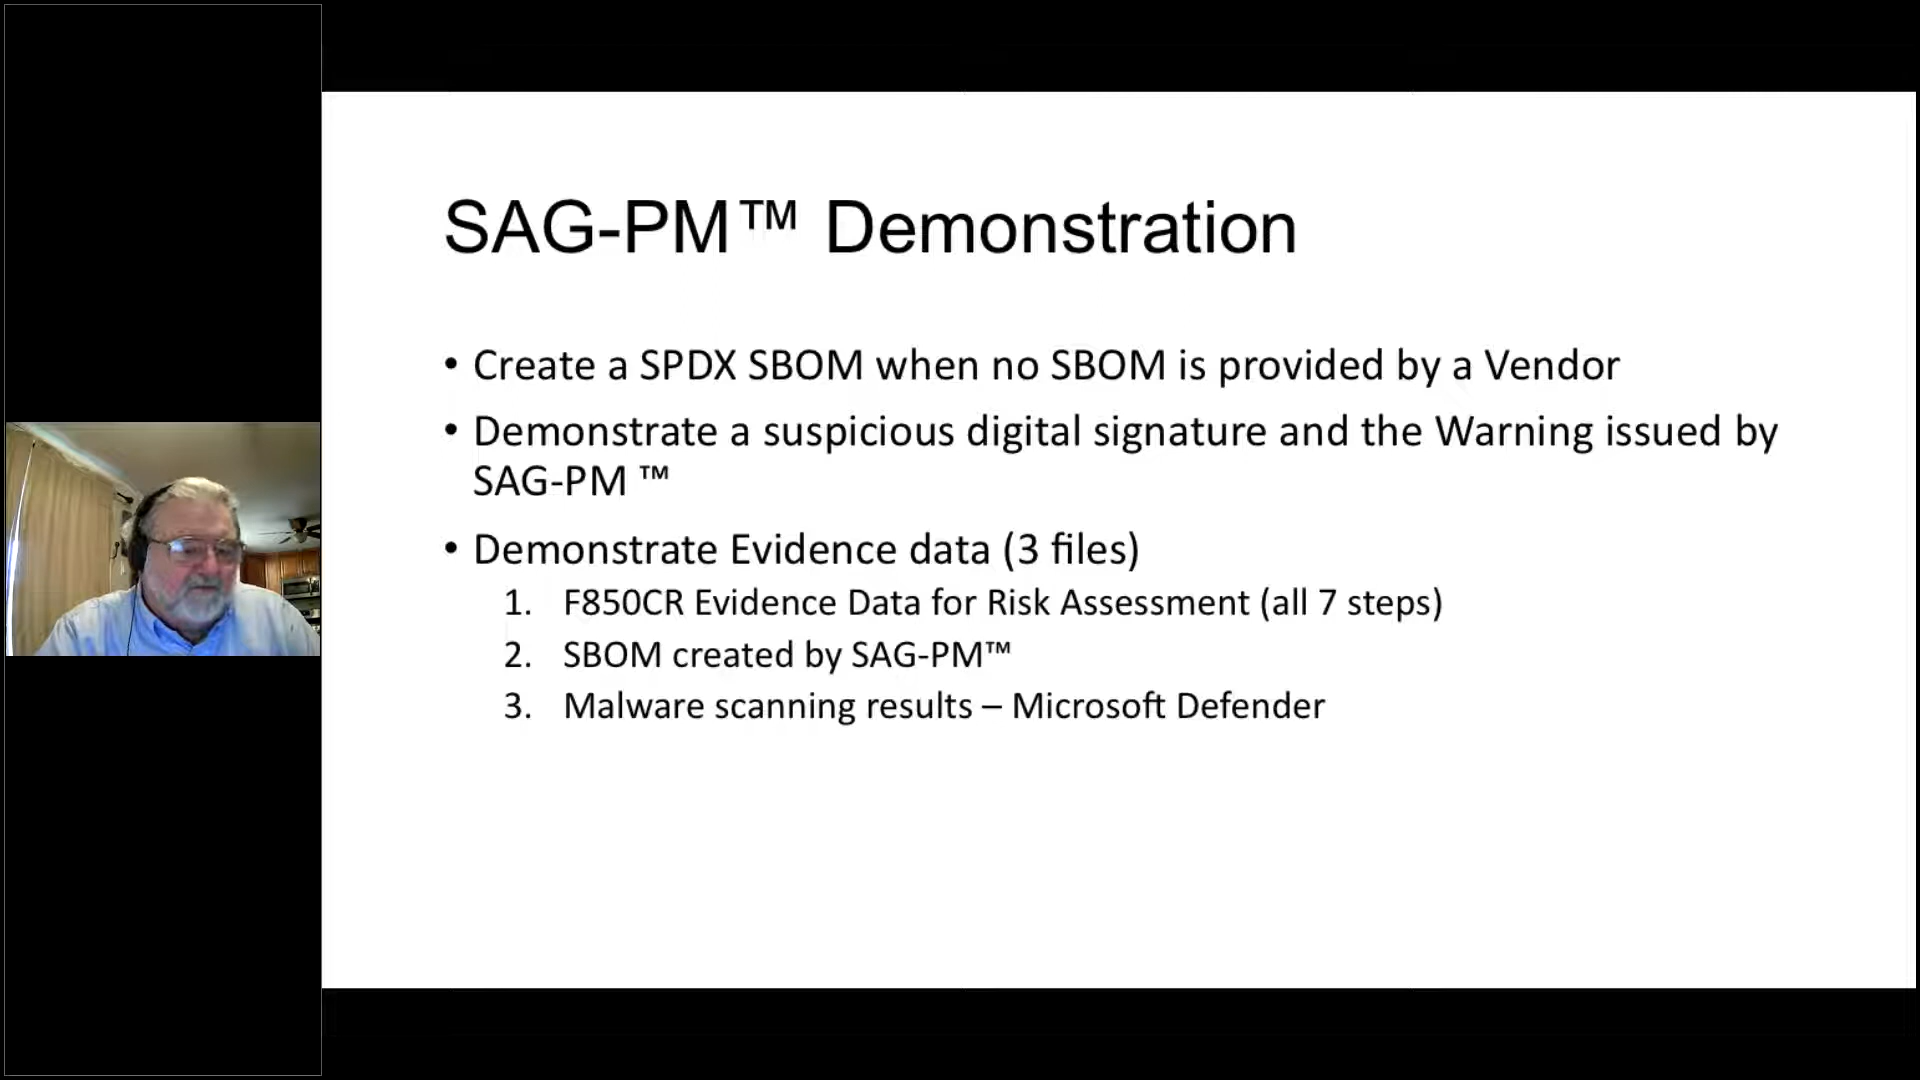 SAG-PM™ Demonstration
• Create a SPDX SBOM when no SBOM is provided by a Vendor
• Demonstrate a suspicious digital signature and the Warning issued by
SAG-PM ™
• Demonstrate Evidence data (3 files)
1. F850CR Evidence Data for Risk Assessment (all 7 steps)
2. SBOM created by SAG-PM™
3. Malware scanning results – Microsoft Defender